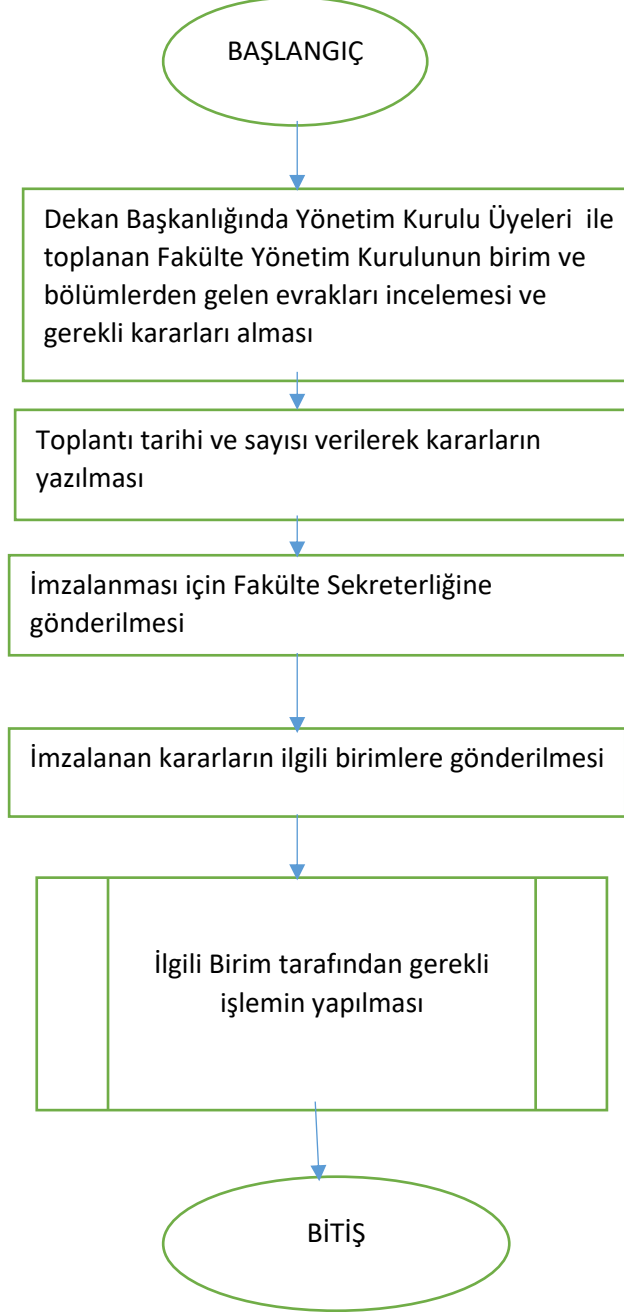 BAŞLANGIÇ
Dekan Başkanlığında Yönetim Kurulu Üyeleri ile
toplanan Fakülte Yönetim Kurulunun birim ve
bölümlerden gelen evrakları incelemesi ve
gerekli kararları alması
Toplantı tarihi ve sayısı verilerek kararların
yazılması
İmzalanması için Fakülte Sekreterliğine
gönderilmesi
İmzalanan kararların ilgili birimlere gönderilmesi
İlgili Birim tarafından gerekli
işlemin yapılması
BİTİŞ